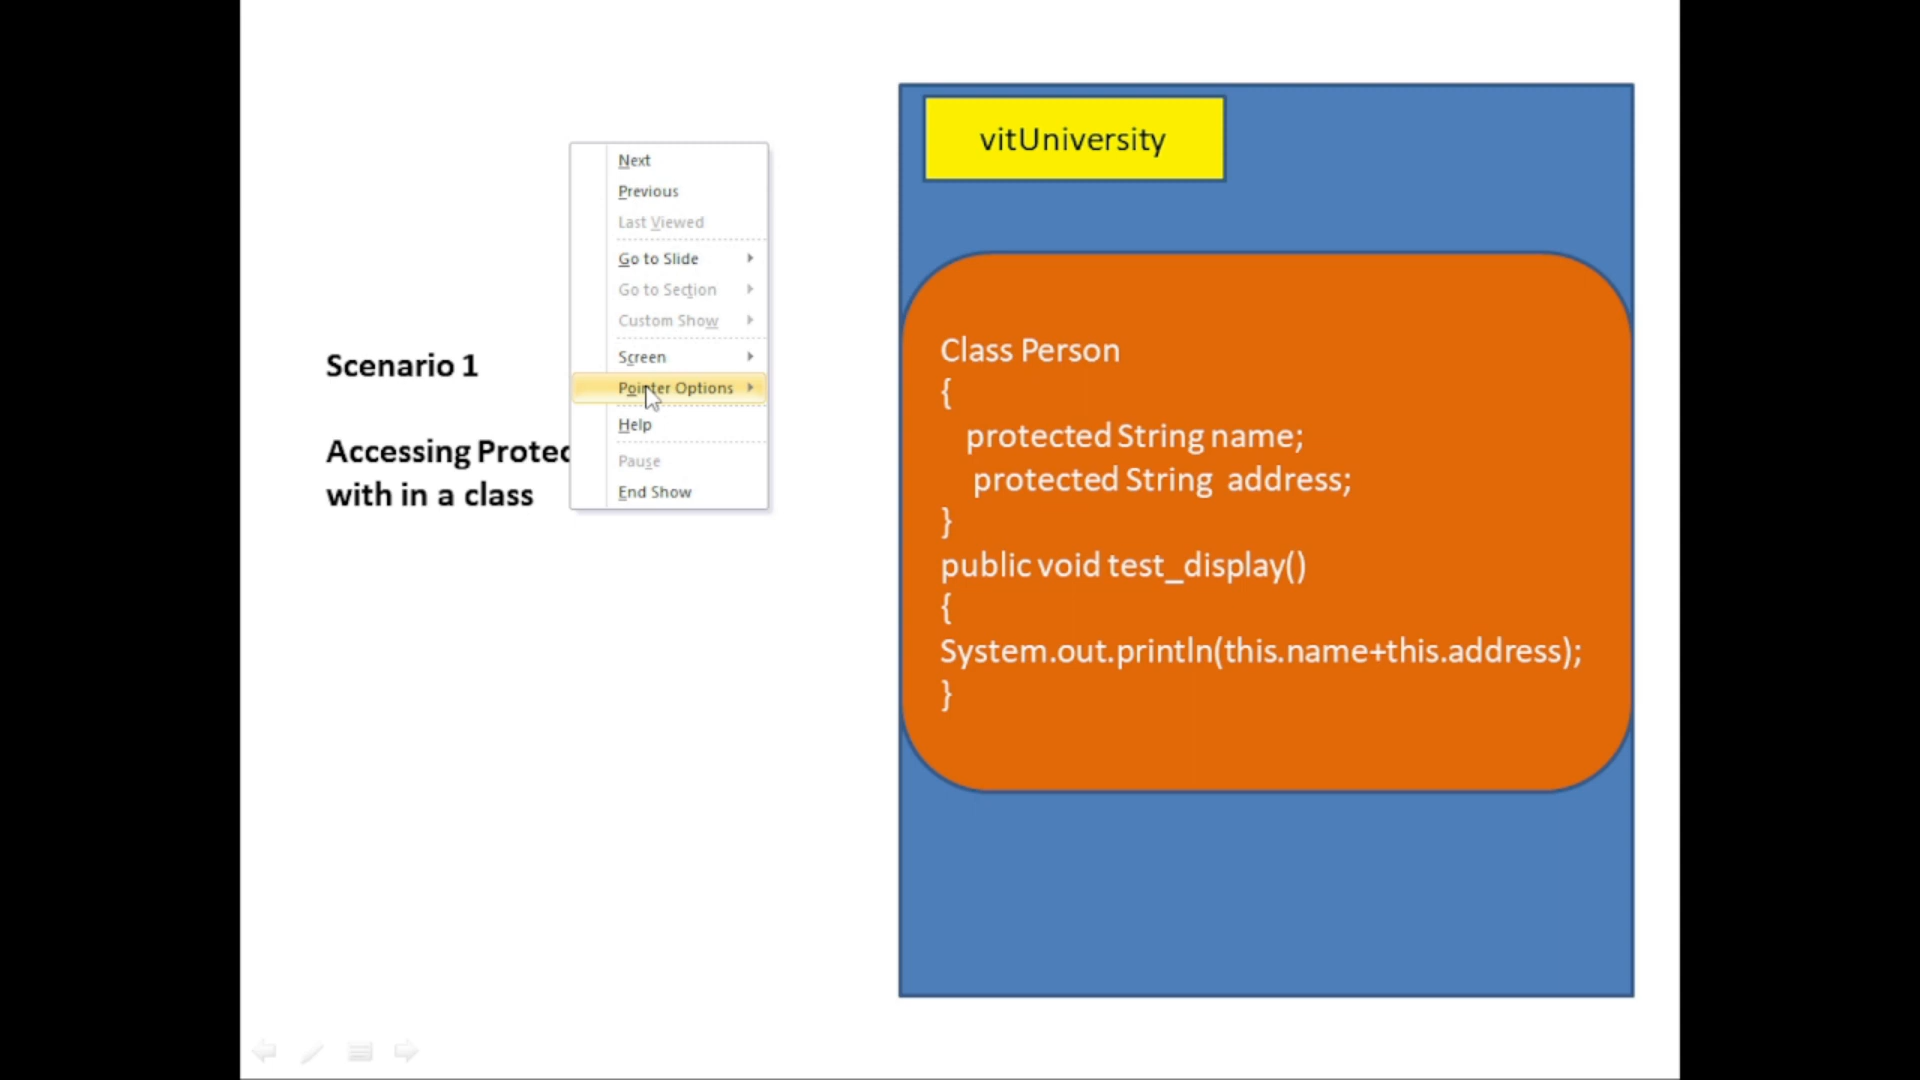 Scenario 1
Accessing Protec
with in a class
Next
Previous
Last Viewed
Go to Slide
Go to Section
Custom Show
Screen
Pointer Options
Help
Pause
End Show
vitUniversity
Class Person
{
protected String name;
protected String address;
}
public void test_display()
{
System.out.println(this.name+this.address);
}